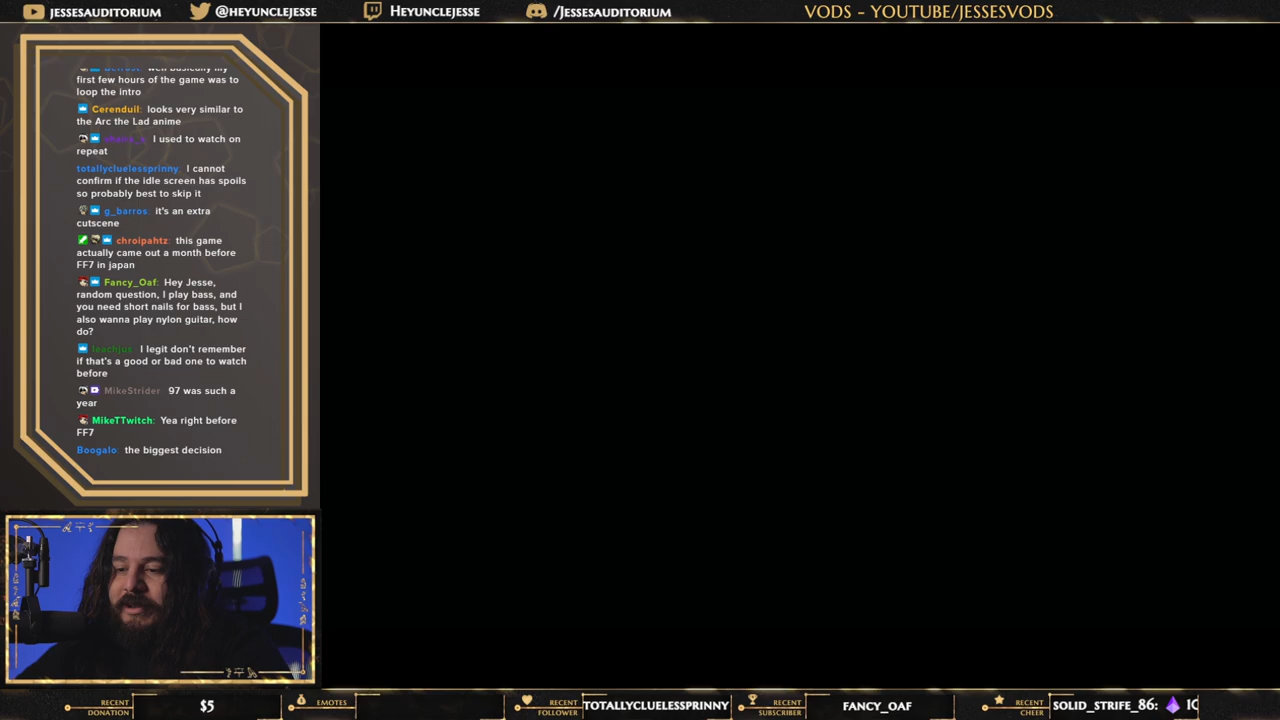 JESSESAUDITORIUM
@HEYUNCLEJESSE
HEYUNCLEJESSE
/JESSESAUDITORIUM
VODS - YOUTUBE/JESSESVODS
first few hours of the game was to
loop the intro
Cerenduil: looks very similar to
the Arc the Lad anime
I used to watch on
repeat
totallycluelessprinny: I cannot
confirm if the idle screen has spoils
so probably best to skip it
g_barros: it's an extra
cutscene
chroipahtz: this game
actually came out a month before
FF7 in japan
Fancy_Oaf: Hey Jesse,
random question, I play bass, and
you need short nails for bass, but I
also wanna play nylon guitar, how
do?
I legit don't remember
if that's a good or bad one to watch
before
MikeStrider: 97 was such a
year
MikeTTwitch: Yea right before
FF7
Boogalo: the biggest decision
RECENT
DONATION
$5
EMOTES
RECENT
FOLLOWER
TOTALLYCLUELESSPRINNY
RECENT
SUBSCRIBER
FANCY_OAF
RECENT
CHEER
SOLID_STRIFE_86: